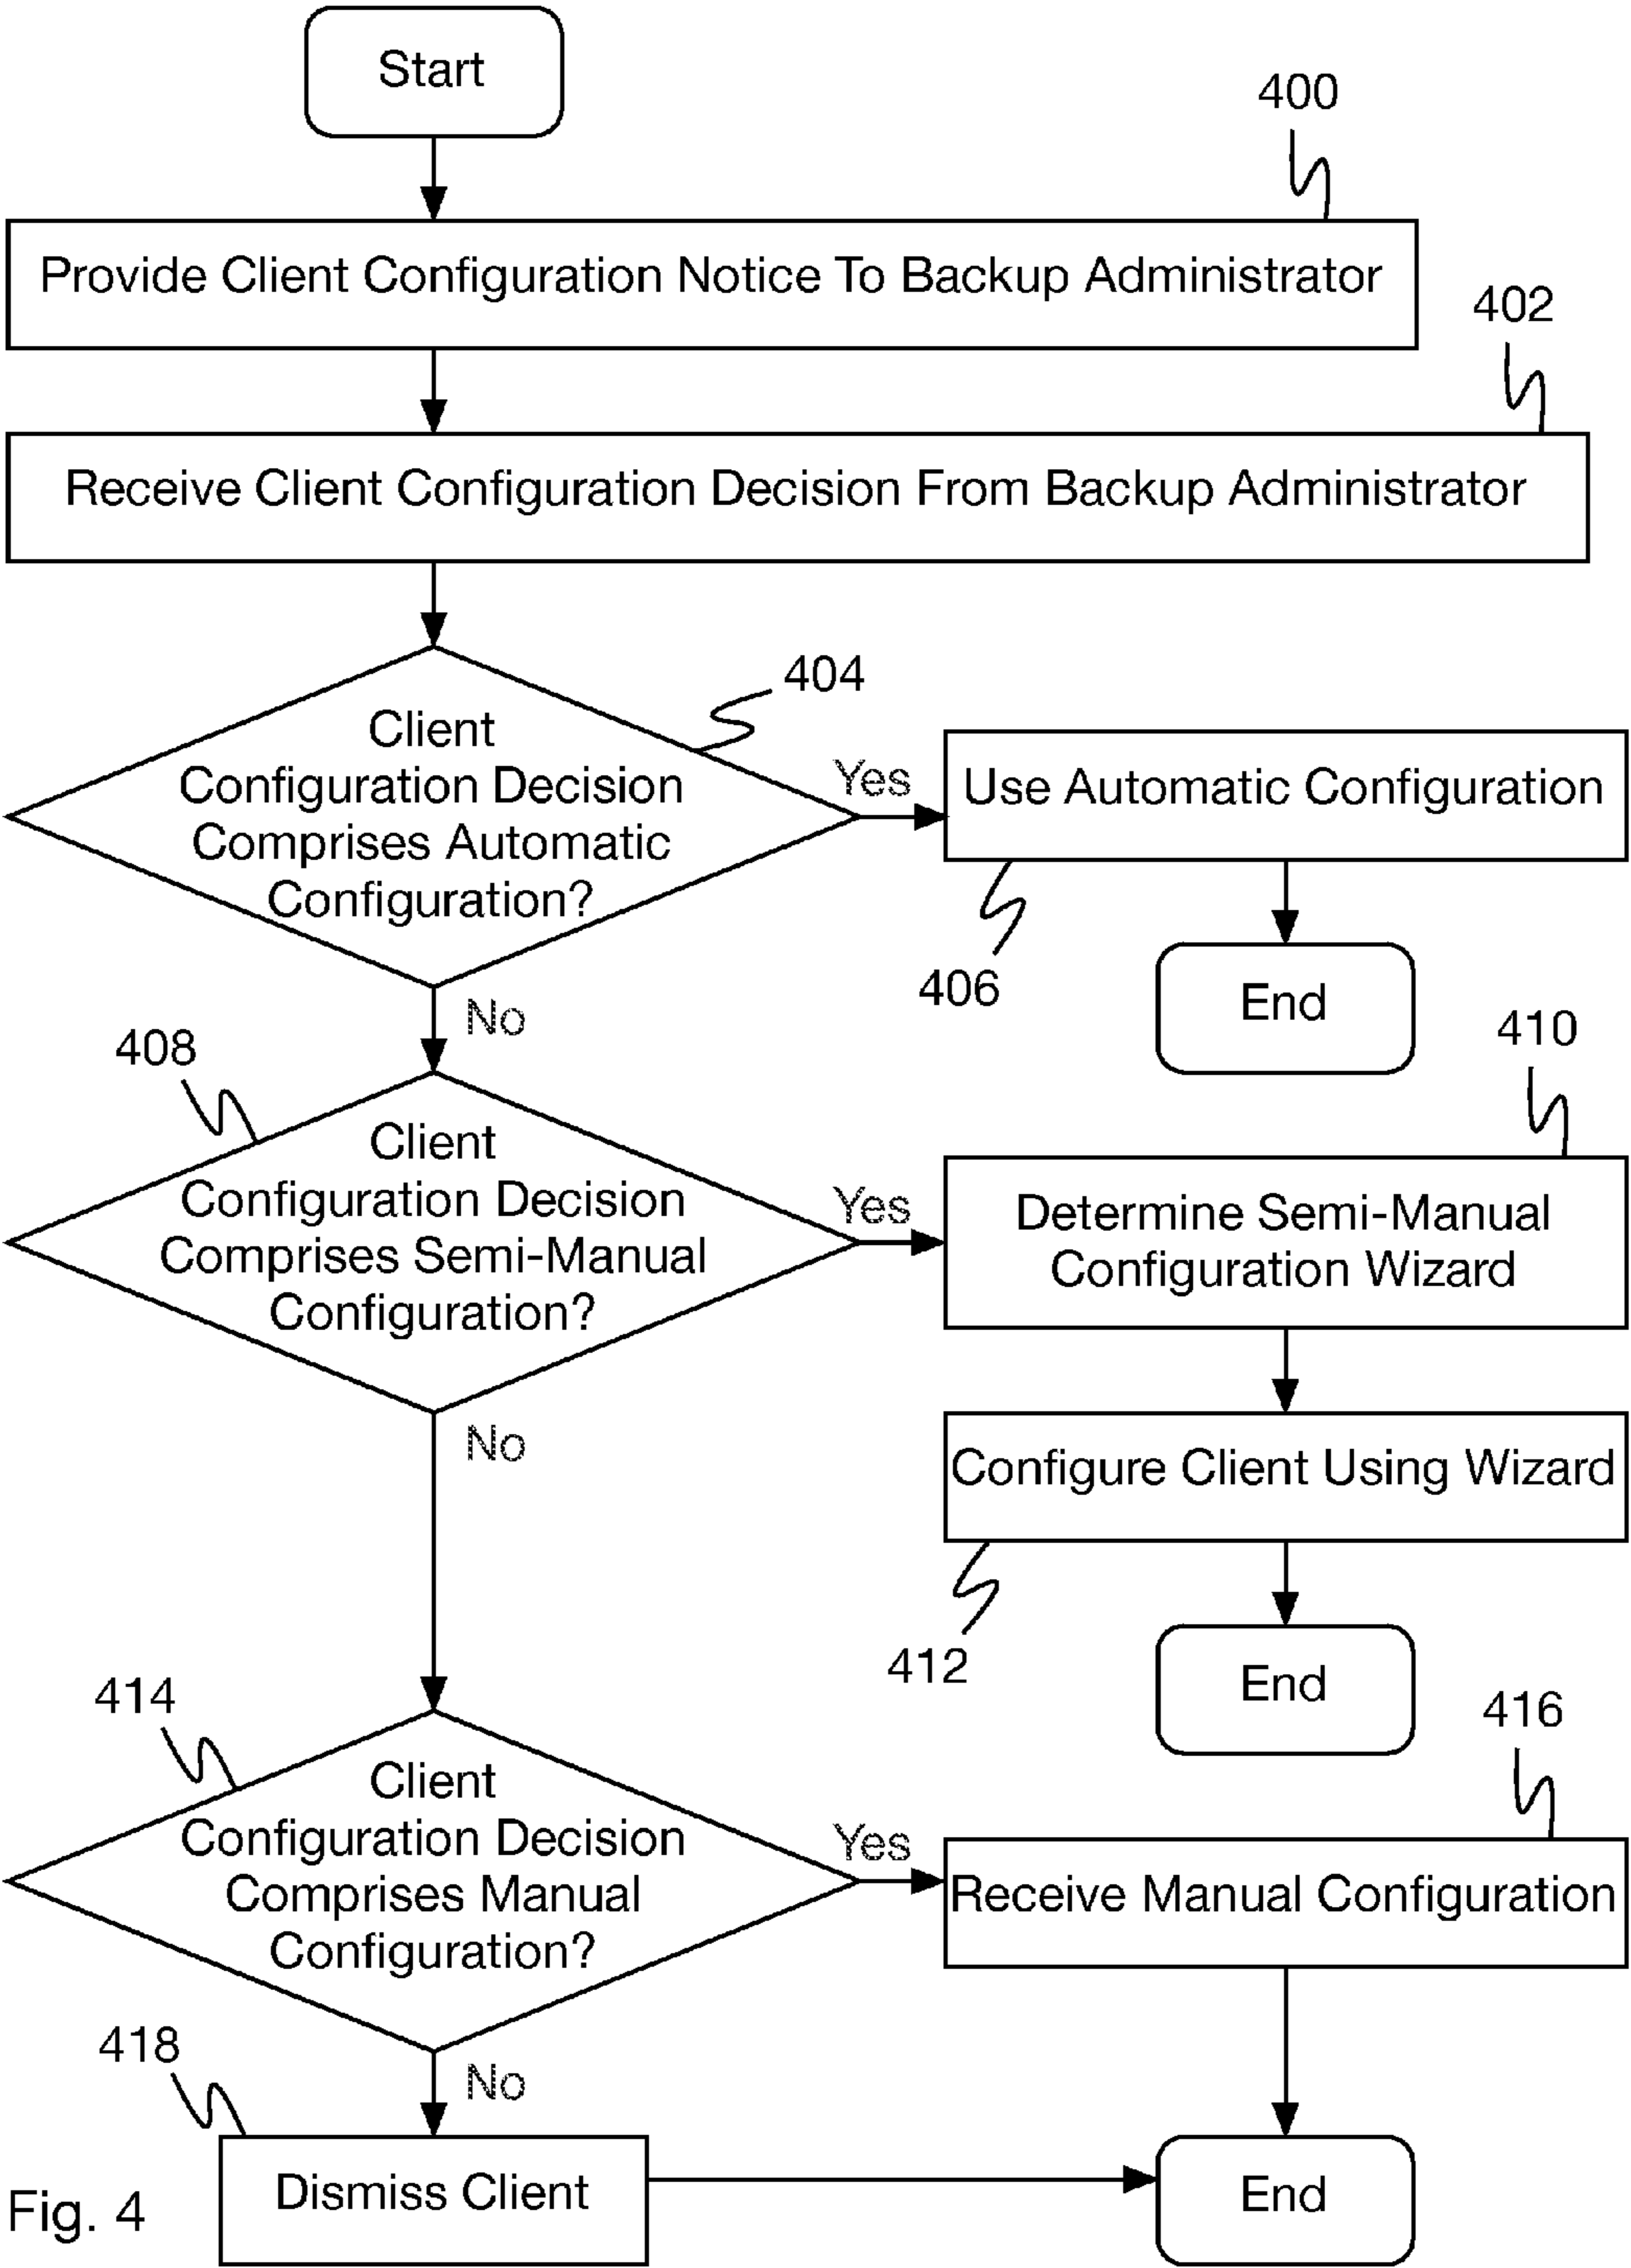 Start
400
Provide Client Configuration Notice To Backup Administrator
402
Receive Client Configuration Decision From Backup Administrator
404
Client
Configuration Decision
Comprises Automatic
Configuration?
Yes
Use Automatic Configuration
406
End
No
408
Client
Configuration Decision
Comprises Semi-Manual
Configuration?
Yes
410
Determine Semi-Manual
Configuration Wizard
No
Configure Client Using Wizard
412
End
414
Client
Configuration Decision
Comprises Manual
Configuration?
Yes
416
Receive Manual Configuration
No
418
Dismiss Client
End
Fig. 4